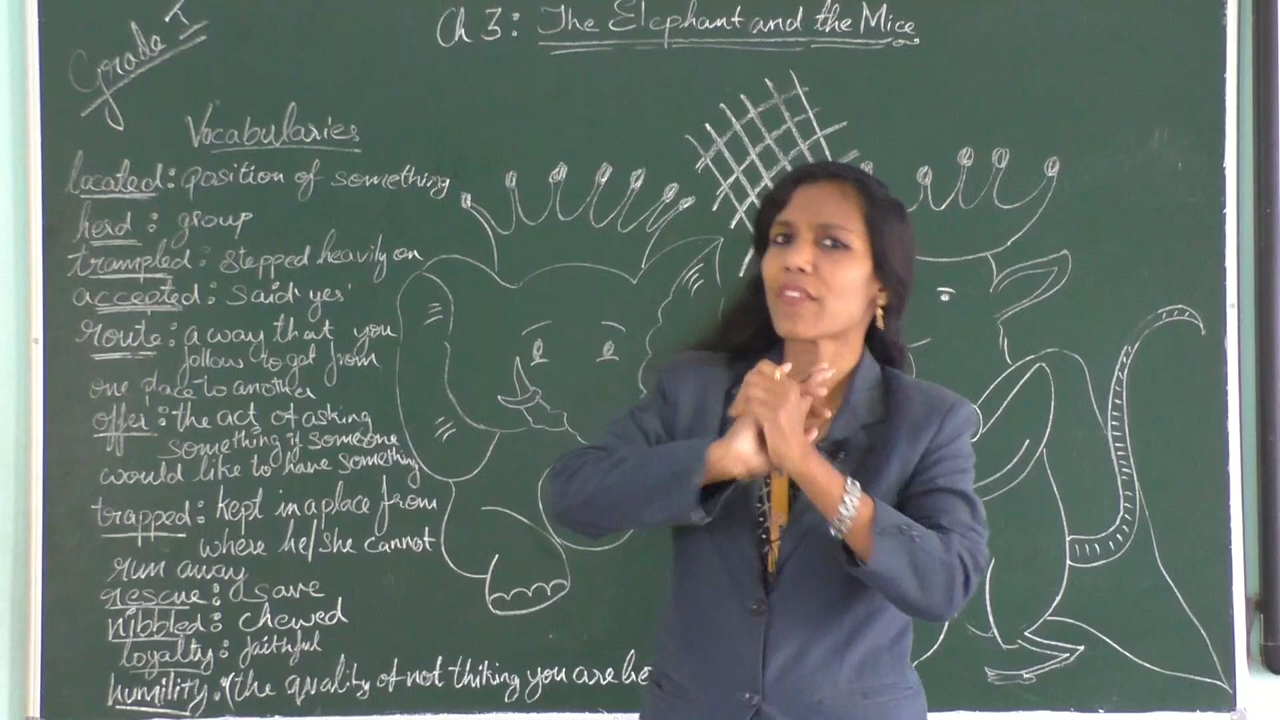 Grade I
Ch 3: The Elephant and the Mice
Vocabularies
located: position of something
herd: group
trampled: stepped heavily on
accepted: said 'yes'
route: a way that you
follow to get from
one place to another
offer: the act of asking
something if someone
would like to have something
trapped: kept in a place from
where he/she cannot
run away
rescue: save
nibbled: chewed
loyalty: faithful
humility: (the quality of not thiking you are be